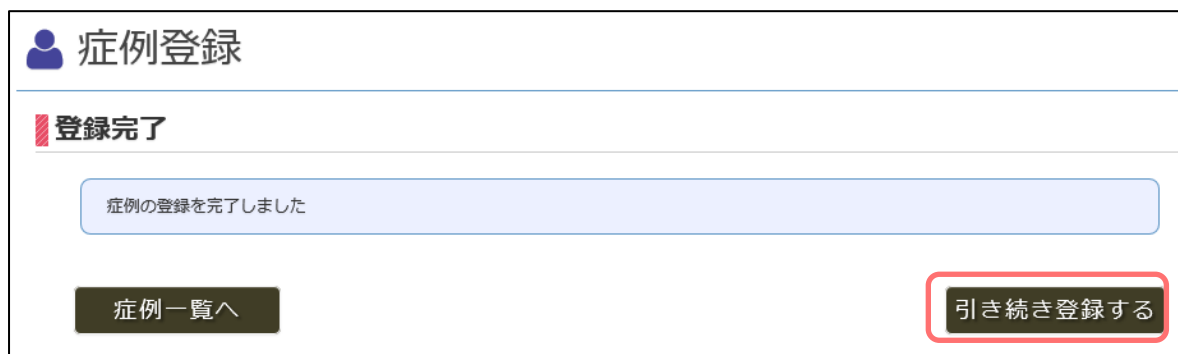 症例登録
登録完了
症例の登録を完了しました
症例一覧へ
引き続き登録する